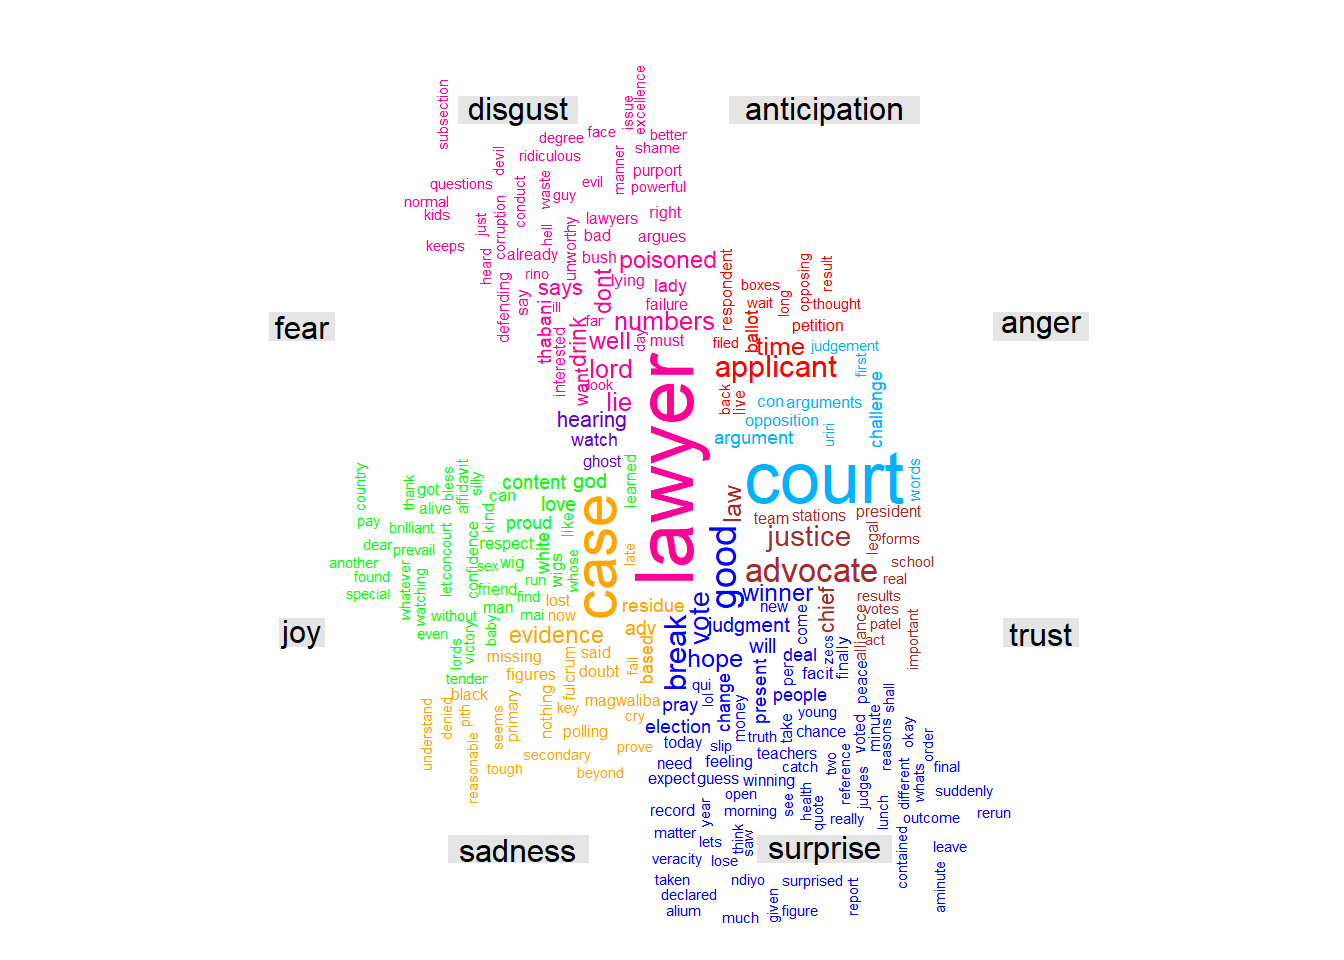 disgust
anticipation
subsection
degree
face
issue
excellence
better
shame
devil
ridiculous
manner
purport
powerful
questions
conduct
waste
evil
guy
normal
kids
just
corruption
hell
unworthy
lawyers
right
bad
argues
keeps
heard
already
bush
poisoned
rino
lying
lady
says
dont
failure
ill
defending
say
thabani
far
numbers
drink
well
day
must
interested
want
look
lord
lie
lawyer
respondent
boxes
opposing
result
wait
long
thought
ballot
petition
filed
time
applicant
back
live
fear
anger
judgement
first
con
arguments
opposition
uriri
challenge
argument
court
words
hearing
watch
ghost
country
thank
got
bless
affidavit
silly
content
god
learned
can
love
alive
kind
pay
brilliant
proud
like
dear
prevail
respect
white
another
found
special
whatever
watching
let
concourt
confidence
sex
wig
wigs
whose
run
friend
find
without
man
mai
even
lords
victory
baby
tender
case
late
lost
now
residue
evidence
adv
missing
said
based
fall
figures
fulcrum
doubt
black
magwaliba
understand
denied
pith
seems
primary
nothing
key
cry
polling
reasonable
secondary
prove
tough
beyond
law
team
stations
president
justice
legal
forms
advocate
school
real
chief
results
votes
patel
act
alliance
important
good
winner
new
vote
judgment
come
break
hope
will
deal
zecs
finally
per
facit
peace
qui
lol
change
present
people
shall
pray
money
young
election
take
chance
voted
minute
reasons
okay
order
today
slip
truth
teachers
need
feeling
catch
two
reference
judges
different
whats
final
expect
guess
winning
suddenly
open
see
health
quote
lunch
record
year
morning
really
outcome
rerun
matter
lets
think
saw
contained
leave
veracity
lose
taken
ndiyo
surprised
report
aminute
declared
alium
much
given
figure
joy
trust
sadness
surprise